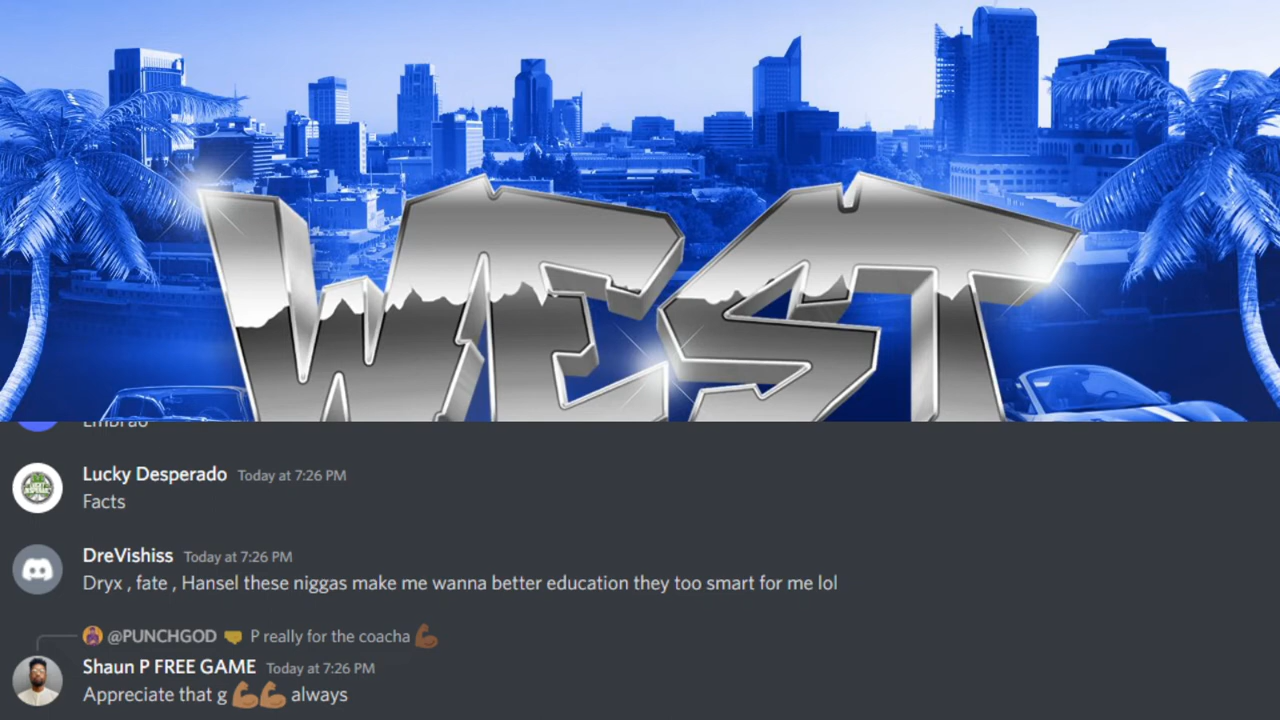 WEST
Lucky Desperado Today at 7:26 PM
Facts
DreVishiss Today at 7:26 PM
Dryx , fate , Hansel these niggas make me wanna better education they too smart for me lol
@PUNCHGOD 🤜 P really for the coacha 💪🏾
Shaun P FREE GAME Today at 7:26 PM
Appreciate that g 💪🏾💪🏾 always